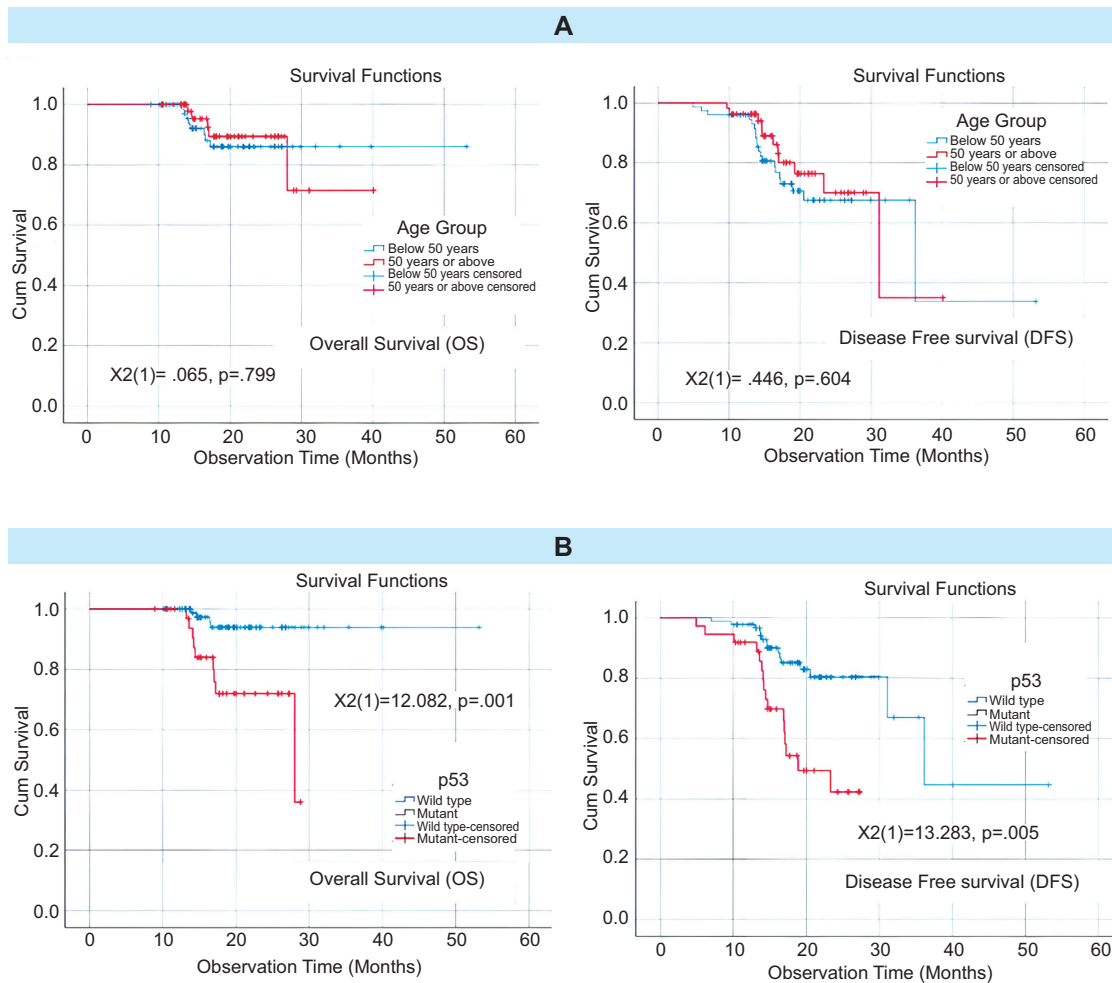 A
Survival Functions
1.0
0.8
0.6
0.4
0.2
0.0
Cum Survival
Age Group
Below 50 years
50 years or above
Below 50 years censored
50 years or above censored
Overall Survival (OS)
X2(1)= .065, p=.799
0 10 20 30 40 50 60
Observation Time (Months)
Survival Functions
1.0
0.8
0.6
0.4
0.2
0.0
Cum Survival
Age Group
Below 50 years
50 years or above
Below 50 years censored
50 years or above censored
Disease Free survival (DFS)
X2(1)= .446, p=.604
0 10 20 30 40 50 60
Observation Time (Months)
B
Survival Functions
1.0
0.8
0.6
0.4
0.2
0.0
Cum Survival
X2(1)=12.082, p=.001
p53
Wild type
Mutant
Wild type-censored
Mutant-censored
Overall Survival (OS)
0 10 20 30 40 50 60
Observation Time (Months)
Survival Functions
1.0
0.8
0.6
0.4
0.2
0.0
Cum Survival
p53
Wild type
Mutant
Wild type-censored
Mutant-censored
X2(1)=13.283, p=.005
Disease Free survival (DFS)
0 10 20 30 40 50 60
Observation Time (Months)